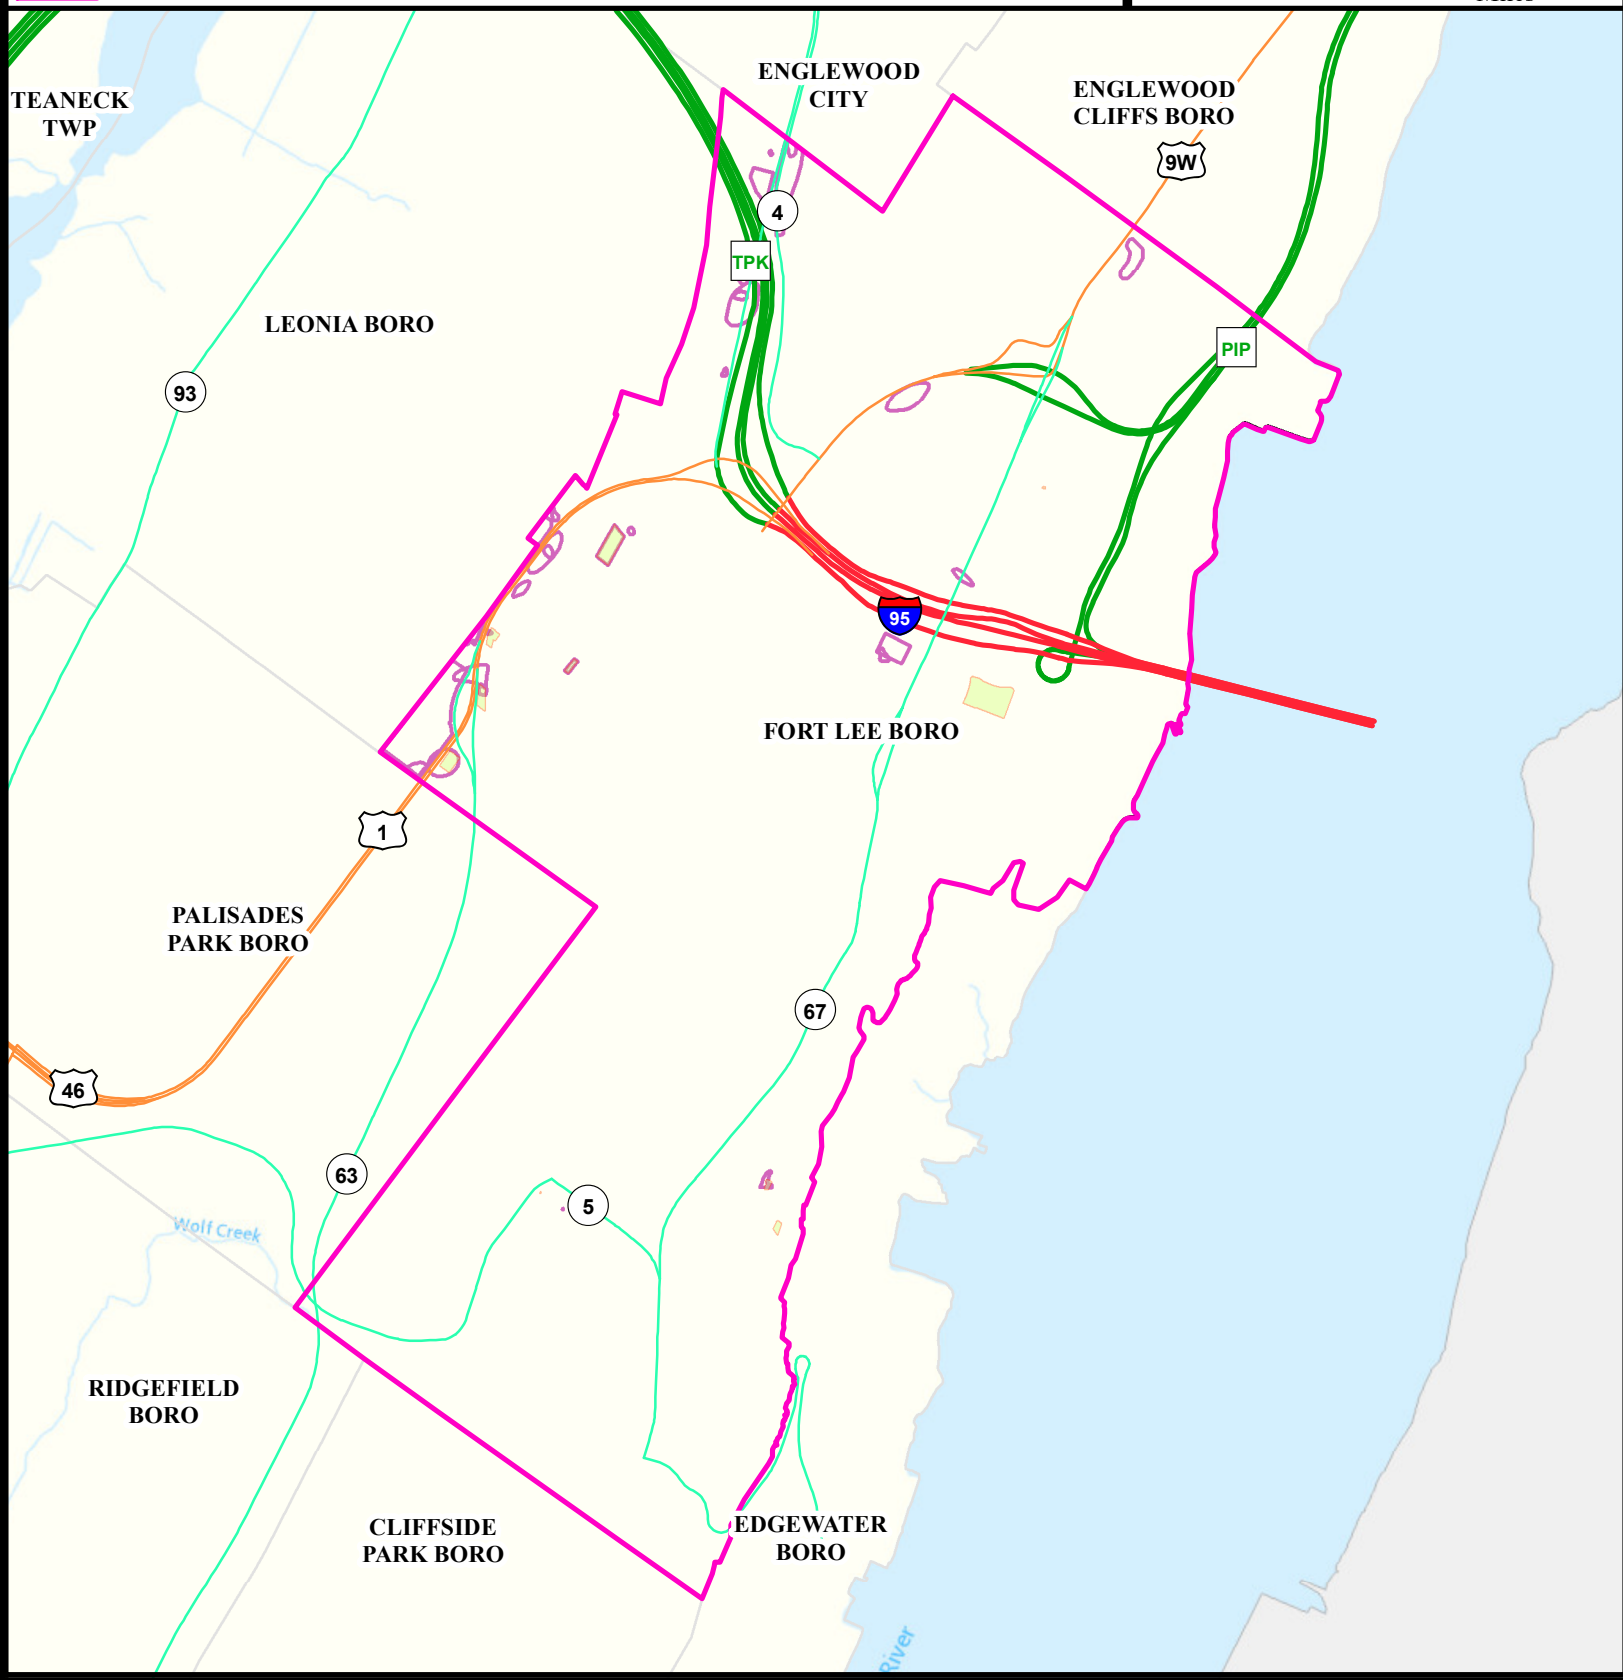 ENGLEWOOD
CITY
TEANECK
TWP
ENGLEWOOD
CLIFFS BORO
9W
4
TPK
LEONIA BORO
PIP
93
95
FORT LEE BORO
1
PALISADES
PARK BORO
67
46
63
5
Wolf Creek
RIDGEFIELD
BORO
CLIFFSIDE
PARK BORO
EDGEWATER
BORO
River